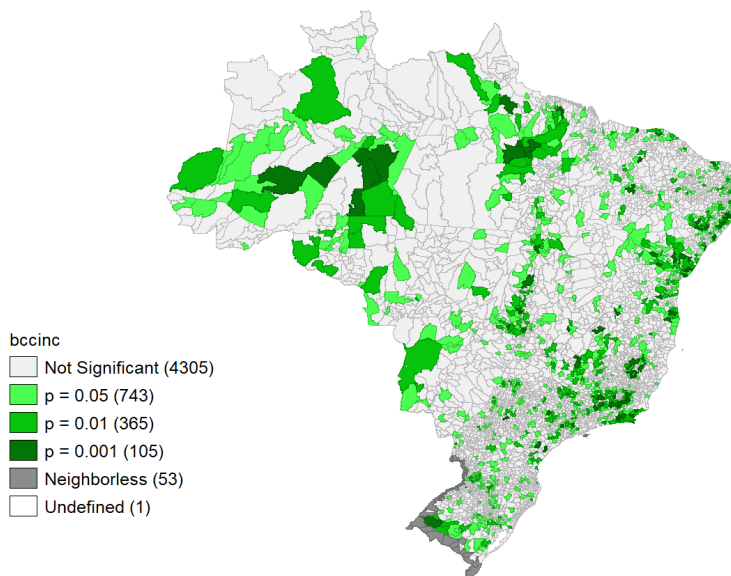 bccinc
Not Significant (4305)
p = 0.05 (743)
p = 0.01 (365)
p = 0.001 (105)
Neighborless (53)
Undefined (1)